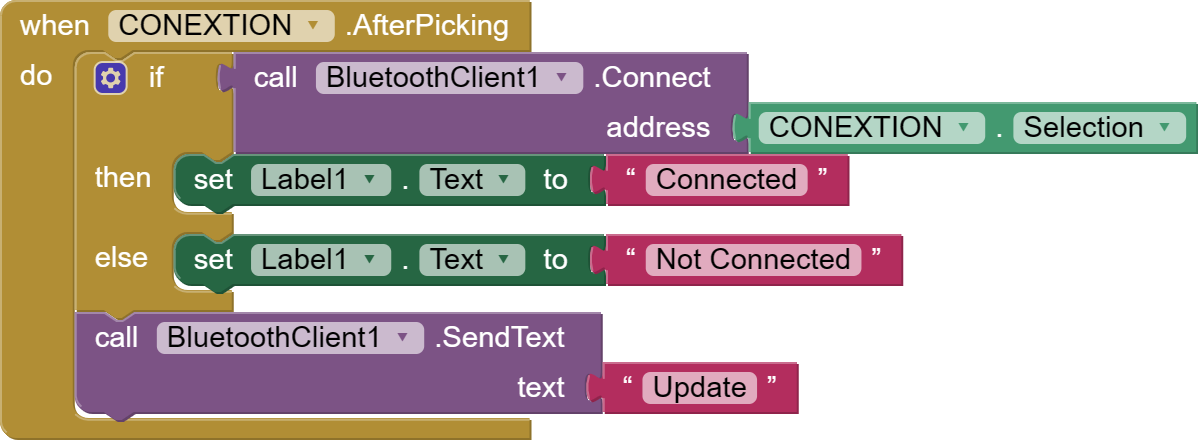 when CONEXTION .AfterPicking
do if call BluetoothClient1 .Connect
address CONEXTION . Selection
then set Label1 . Text to “ Connected ”
else set Label1 . Text to “ Not Connected ”
call BluetoothClient1 .SendText
text “ Update ”